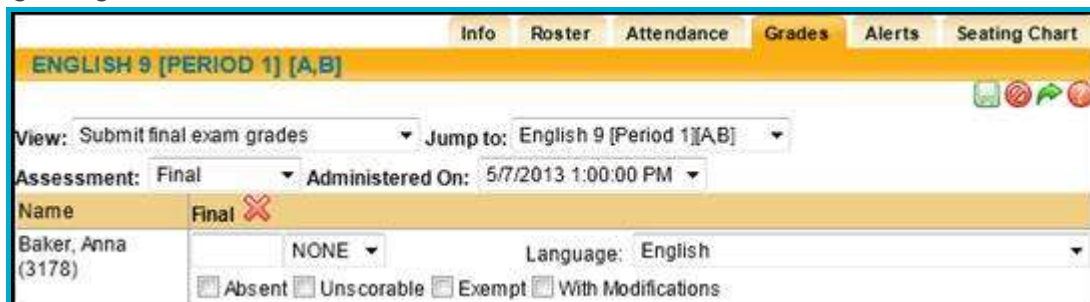 Info Roster Attendance Grades Alerts Seating Chart
ENGLISH 9 [PERIOD 1] [A,B]
View: Submit final exam grades Jump to: English 9 [Period 1][A,B]
Assessment: Final Administered On: 5/7/2013 1:00:00 PM
Name Final
Baker, Anna NONE Language: English
(3178)
Absent Unscorable Exempt With Modifications